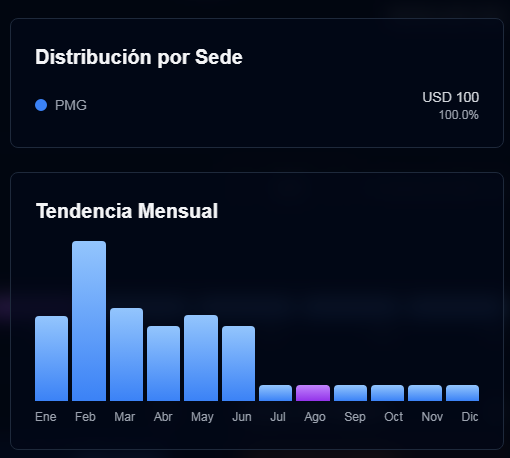 Distribución por Sede
PMG
USD 100
100.0%
Tendencia Mensual
Ene Feb Mar Abr May Jun Jul Ago Sep Oct Nov Dic